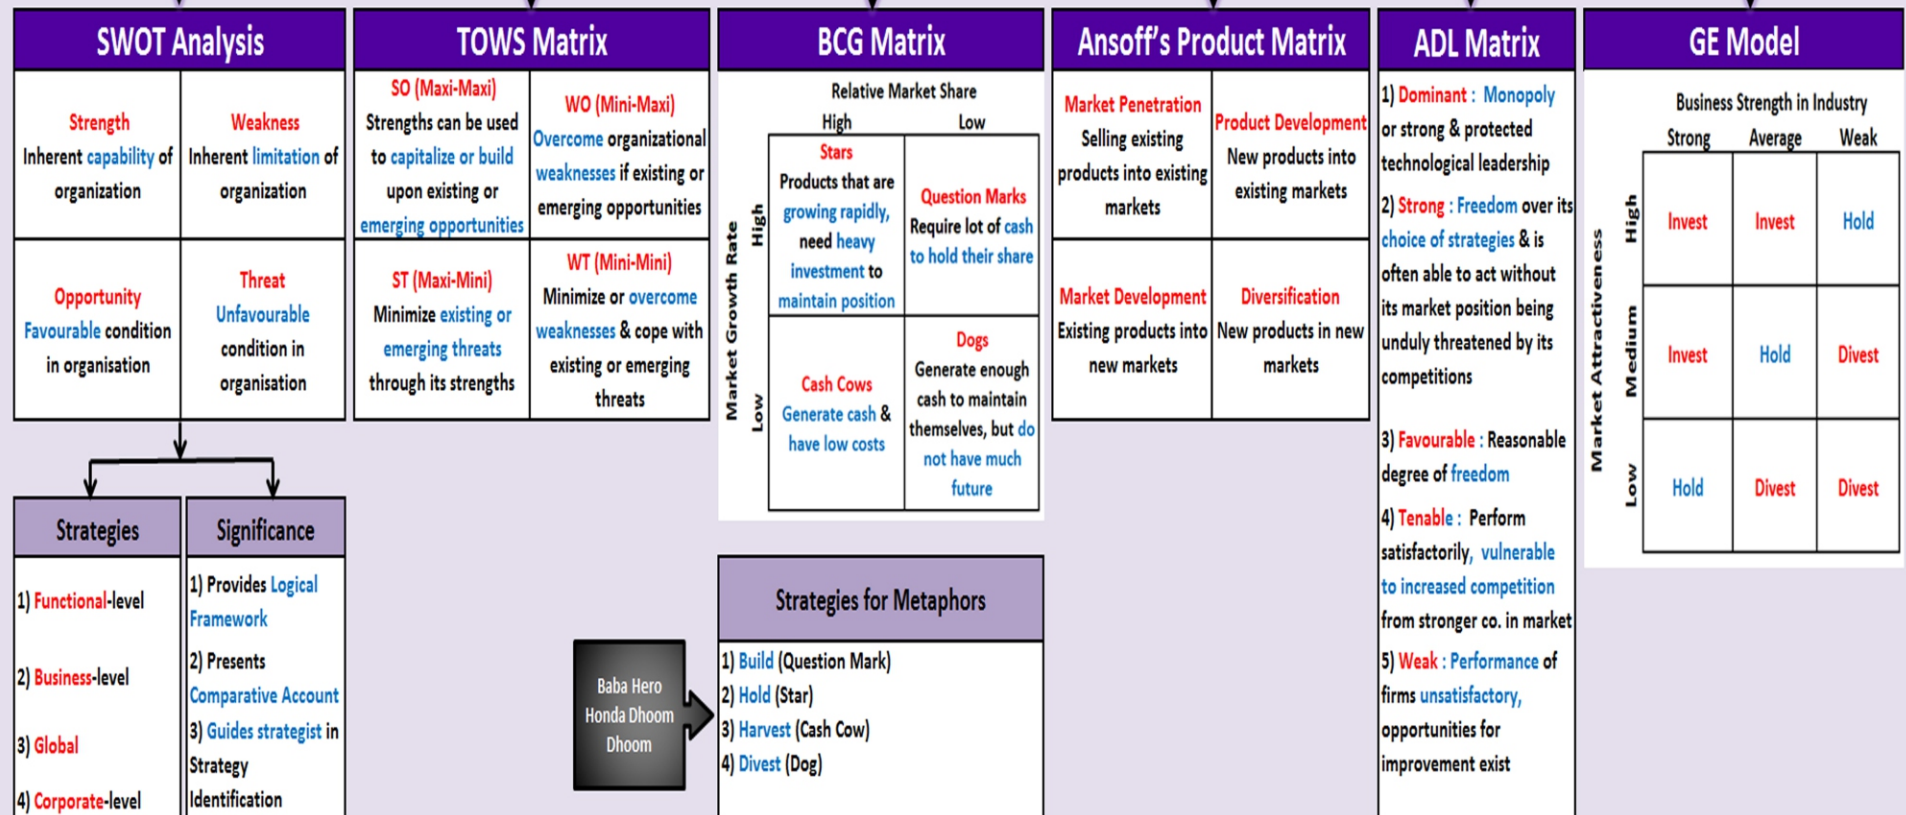 SWOT Analysis
Strength
Inherent capability of
organization
Weakness
Inherent limitation of
organization
Opportunity
Favourable condition
in organisation
Threat
Unfavourable
condition in
organisation
Strategies
1) Functional-level
2) Business-level
3) Global
4) Corporate-level
Significance
1) Provides Logical
Framework
2) Presents
Comparative Account
3) Guides strategist in
Strategy
Identification
TOWS Matrix
SO (Maxi-Maxi)
Strengths can be used
to capitalize or build
upon existing or
emerging opportunities
WO (Mini-Maxi)
Overcome organizational
weaknesses if existing or
emerging opportunities
ST (Maxi-Mini)
Minimize existing or
emerging threats
through its strengths
WT (Mini-Mini)
Minimize or overcome
weaknesses & cope with
existing or emerging
threats
BCG Matrix
Relative Market Share
High
Low
Market Growth Rate
High
Low
Stars
Products that are
growing rapidly,
need heavy
investment to
maintain position
Question Marks
Require lot of cash
to hold their share
Cash Cows
Generate cash &
have low costs
Dogs
Generate enough
cash to maintain
themselves, but do
not have much
future
Baba Hero
Honda Dhoom
Dhoom
Strategies for Metaphors
1) Build (Question Mark)
2) Hold (Star)
3) Harvest (Cash Cow)
4) Divest (Dog)
Ansoff's Product Matrix
Market Penetration
Selling existing
products into existing
markets
Product Development
New products into
existing markets
Market Development
Existing products into
new markets
Diversification
New products in new
markets
ADL Matrix
1) Dominant : Monopoly
or strong & protected
technological leadership
2) Strong : Freedom over its
choice of strategies & is
often able to act without
its market position being
unduly threatened by its
competitions
3) Favourable : Reasonable
degree of freedom
4) Tenable : Perform
satisfactorily, vulnerable
to increased competition
from stronger co. in market
5) Weak : Performance of
firms unsatisfactory,
opportunities for
improvement exist
GE Model
Business Strength in Industry
Strong Average Weak
Market Attractiveness
High
Invest Invest Hold
Medium
Invest Hold Divest
Low
Hold Divest Divest